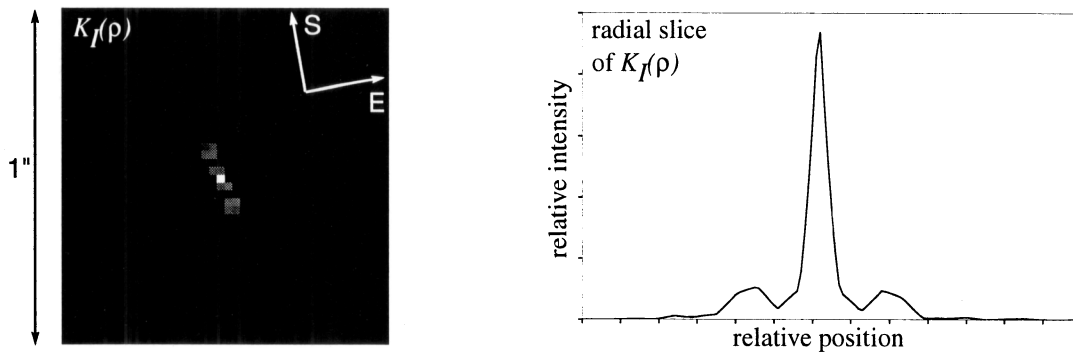 K_I(ρ)
S
E
1"
radial slice
of K_I(ρ)
relative intensity
relative position